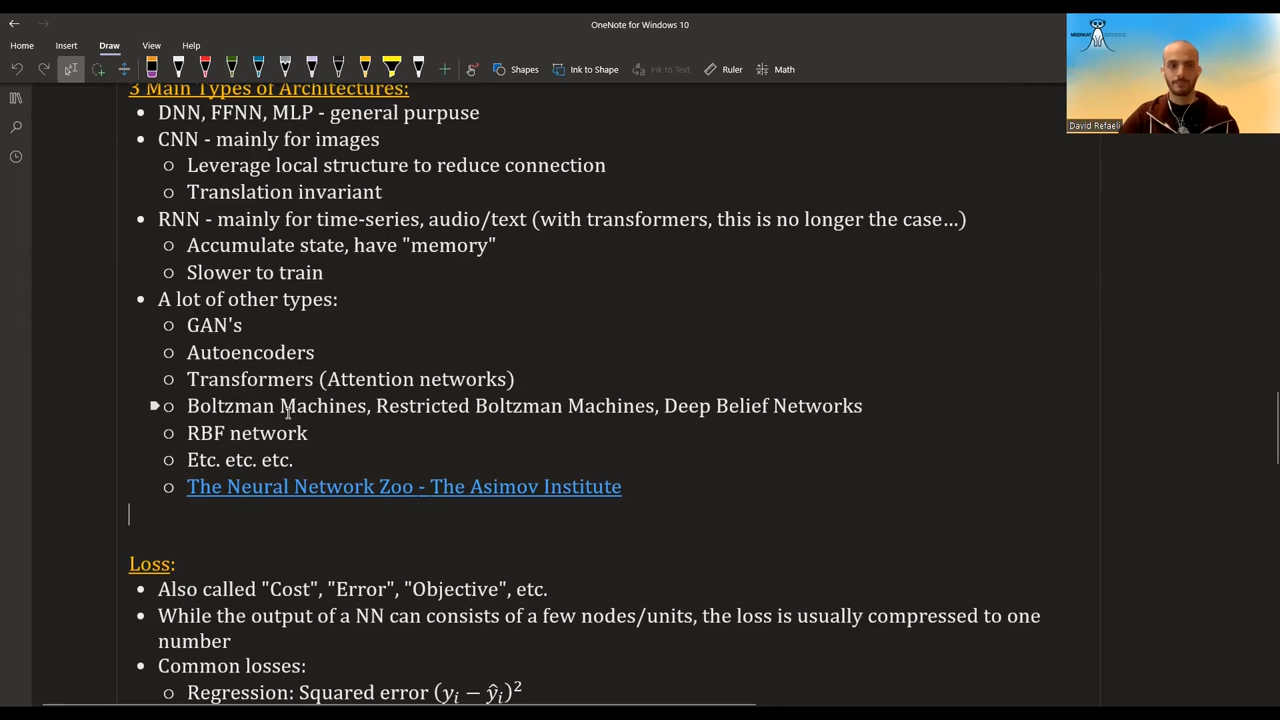 OneNote for Windows 10
Home Insert Draw View Help
Shapes Ink to Shape Ink to Text Ruler Math
MEERKAT
David Refaeli
3 Main Types of Architectures:
• DNN, FFNN, MLP - general purpuse
• CNN - mainly for images
o Leverage local structure to reduce connection
o Translation invariant
• RNN - mainly for time-series, audio/text (with transformers, this is no longer the case...)
o Accumulate state, have "memory"
o Slower to train
• A lot of other types:
o GAN's
o Autoencoders
o Transformers (Attention networks)
o Boltzman Machines, Restricted Boltzman Machines, Deep Belief Networks
o RBF network
o Etc. etc. etc.
o The Neural Network Zoo - The Asimov Institute
Loss:
• Also called "Cost", "Error", "Objective", etc.
• While the output of a NN can consists of a few nodes/units, the loss is usually compressed to one
number
• Common losses:
o Regression: Squared error (yᵢ − ŷᵢ)²